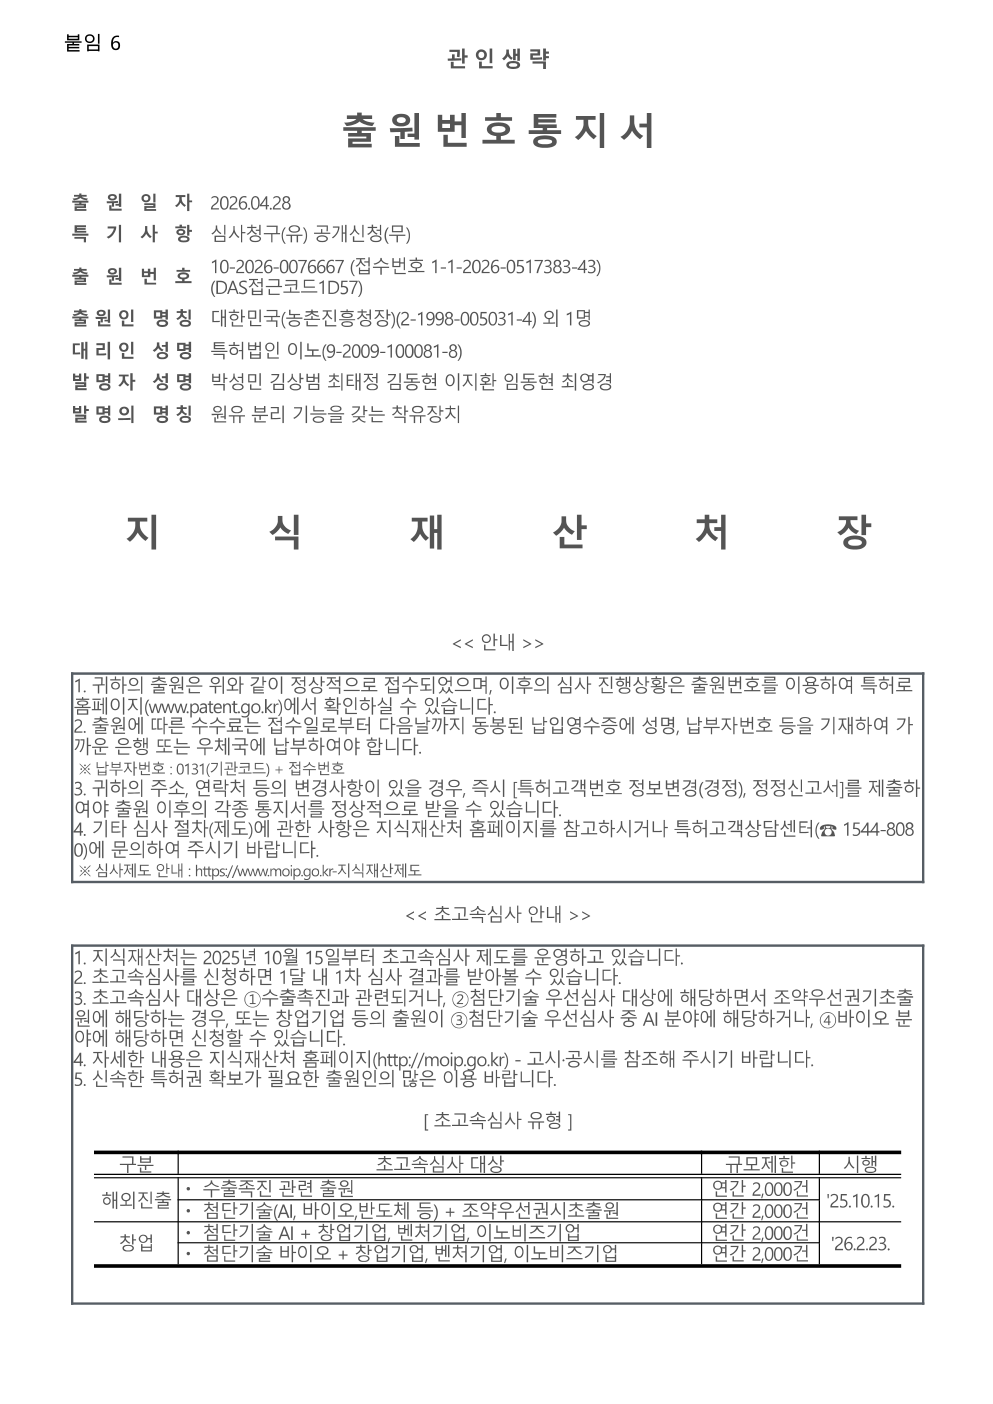 붙임 6
관 인 생 략
출 원 번 호 통 지 서
출 원 일 자 2026.04.28
특 기 사 항 심사청구(유) 공개신청(무)
출 원 번 호 10-2026-0076667 (접수번호 1-1-2026-0517383-43)
(DAS접근코드1D57)
출 원 인 명 칭 대한민국(농촌진흥청장)(2-1998-005031-4) 외 1명
대 리 인 성 명 특허법인 이노(9-2009-100081-8)
발 명 자 성 명 박성민 김상범 최태정 김동현 이지환 임동현 최영경
발 명 의 명 칭 원유 분리 기능을 갖는 착유장치
지 식 재 산 처 장
<< 안내 >>
1. 귀하의 출원은 위와 같이 정상적으로 접수되었으며, 이후의 심사 진행상황은 출원번호를 이용하여 특허로
홈페이지(www.patent.go.kr)에서 확인하실 수 있습니다.
2. 출원에 따른 수수료는 접수일로부터 다음날까지 동봉된 납입영수증에 성명, 납부자번호 등을 기재하여 가
까운 은행 또는 우체국에 납부하여야 합니다.
※ 납부자번호 : 0131(기관코드) + 접수번호
3. 귀하의 주소, 연락처 등의 변경사항이 있을 경우, 즉시 [특허고객번호 정보변경(경정), 정정신고서]를 제출하
여야 출원 이후의 각종 통지서를 정상적으로 받을 수 있습니다.
4. 기타 심사 절차(제도)에 관한 사항은 지식재산처 홈페이지를 참고하시거나 특허고객상담센터(☎ 1544-808
0)에 문의하여 주시기 바랍니다.
※ 심사제도 안내 : https://www.moip.go.kr-지식재산제도
<< 초고속심사 안내 >>
1. 지식재산처는 2025년 10월 15일부터 초고속심사 제도를 운영하고 있습니다.
2. 초고속심사를 신청하면 1달 내 1차 심사 결과를 받아볼 수 있습니다.
3. 초고속심사 대상은 ①수출촉진과 관련되거나, ②첨단기술 우선심사 대상에 해당하면서 조약우선권기초출
원에 해당하는 경우, 또는 창업기업 등의 출원이 ③첨단기술 우선심사 중 AI 분야에 해당하거나, ④바이오 분
야에 해당하면 신청할 수 있습니다.
4. 자세한 내용은 지식재산처 홈페이지(http://moip.go.kr) - 고시·공시를 참조해 주시기 바랍니다.
5. 신속한 특허권 확보가 필요한 출원인의 많은 이용 바랍니다.
[ 초고속심사 유형 ]
구분 초고속심사 대상 규모제한 시행
해외진출 • 수출촉진 관련 출원 연간 2,000건 '25.10.15.
• 첨단기술(AI, 바이오,반도체 등) + 조약우선권시초출원 연간 2,000건
창업 • 첨단기술 AI + 창업기업, 벤처기업, 이노비즈기업 연간 2,000건 '26.2.23.
• 첨단기술 바이오 + 창업기업, 벤처기업, 이노비즈기업 연간 2,000건